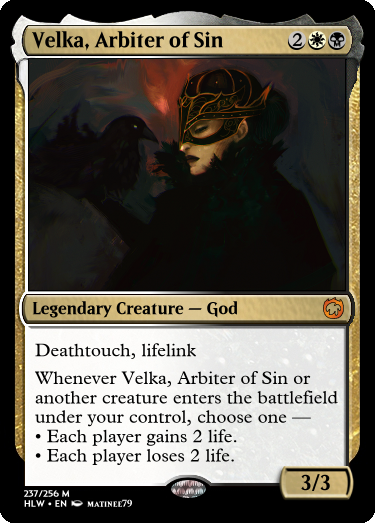 Velka, Arbiter of Sin 2
Legendary Creature — God
Deathtouch, lifelink
Whenever Velka, Arbiter of Sin or
another creature enters the battlefield
under your control, choose one —
• Each player gains 2 life.
• Each player loses 2 life.
3/3
237/256 M
HLW • EN Matinee79